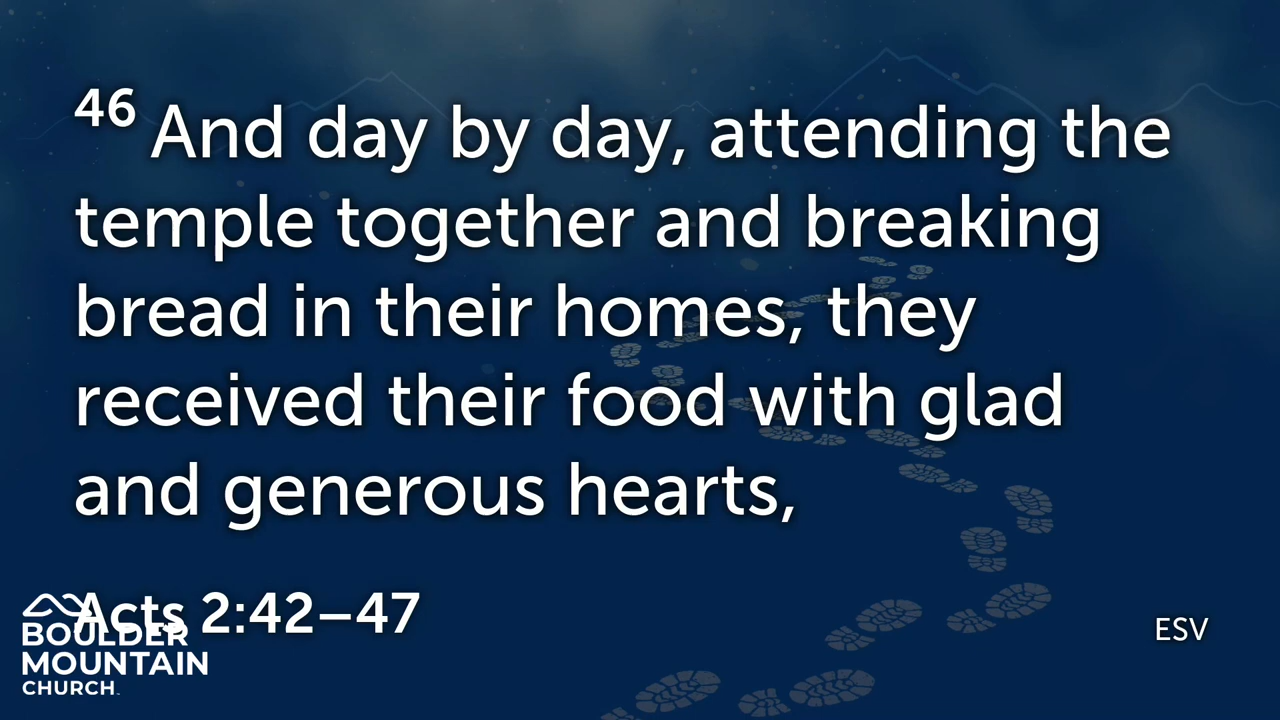 46 And day by day, attending the
temple together and breaking
bread in their homes, they
received their food with glad
and generous hearts,
Acts 2:42–47
BOULDER
MOUNTAIN
CHURCH
ESV